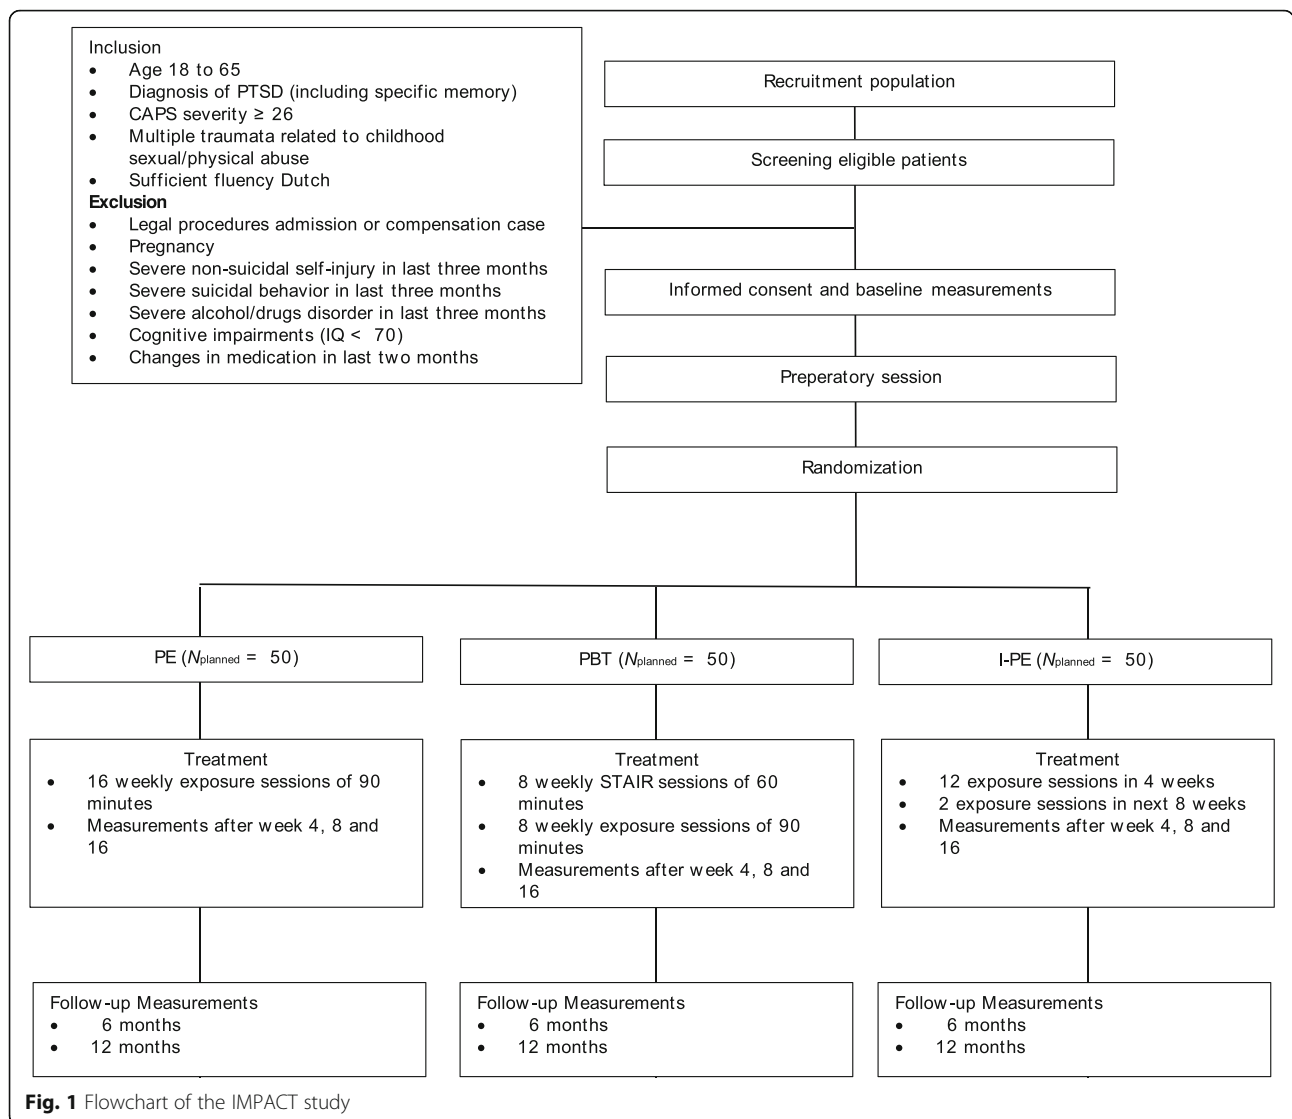 Inclusion
• Age 18 to 65
• Diagnosis of PTSD (including specific memory)
• CAPS severity ≥ 26
• Multiple traumata related to childhood
sexual/physical abuse
• Sufficient fluency Dutch
Exclusion
• Legal procedures admission or compensation case
• Pregnancy
• Severe non-suicidal self-injury in last three months
• Severe suicidal behavior in last three months
• Severe alcohol/drugs disorder in last three months
• Cognitive impairments (IQ < 70)
• Changes in medication in last two months
Recruitment population
Screening eligible patients
Informed consent and baseline measurements
Preperatory session
Randomization
PE (Nplanned = 50)
PBT (Nplanned = 50)
I-PE (Nplanned = 50)
Treatment
• 16 weekly exposure sessions of 90
minutes
• Measurements after week 4, 8 and
16
Treatment
• 8 weekly STAIR sessions of 60
minutes
• 8 weekly exposure sessions of 90
minutes
• Measurements after week 4, 8 and
16
Treatment
• 12 exposure sessions in 4 weeks
• 2 exposure sessions in next 8 weeks
• Measurements after week 4, 8 and
16
Follow-up Measurements
• 6 months
• 12 months
Follow-up Measurements
• 6 months
• 12 months
Follow-up Measurements
• 6 months
• 12 months
Fig. 1 Flowchart of the IMPACT study